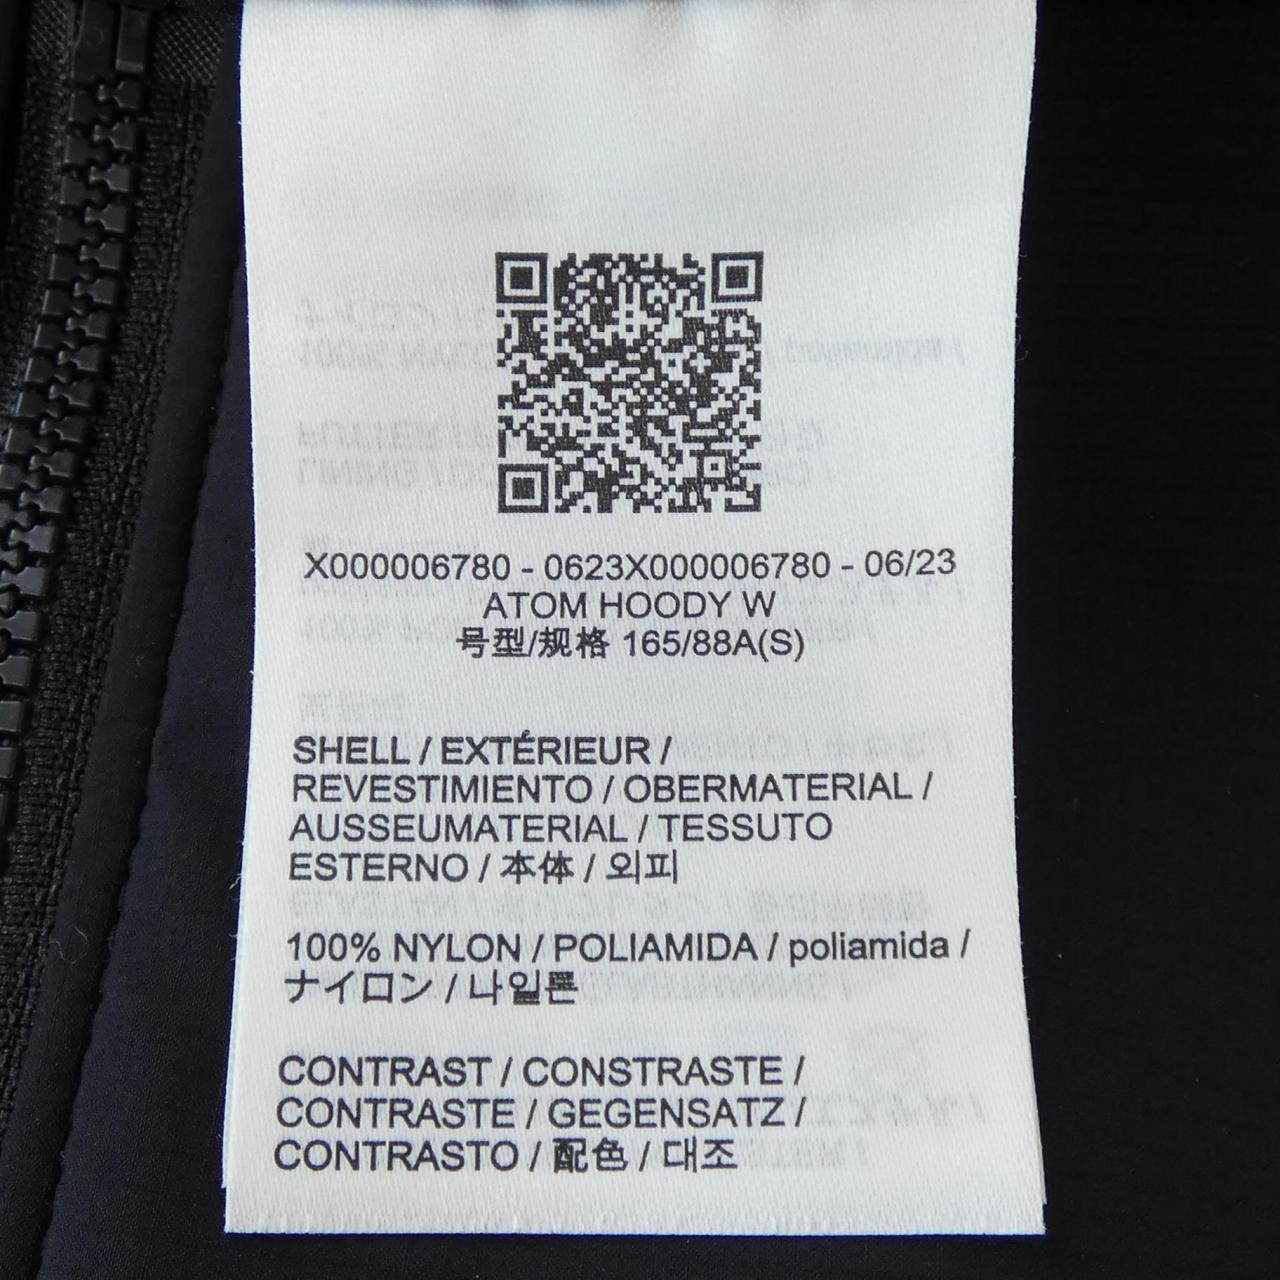 X000006780 - 0623X000006780 - 06/23
ATOM HOODY W
号型/规格 165/88A(S)
SHELL / EXTÉRIEUR /
REVESTIMIENTO / OBERMATERIAL /
AUSSEUMATERIAL / TESSUTO
ESTERNO / 本体 / 외피
100% NYLON / POLIAMIDA / poliamida /
ナイロン / 나일론
CONTRAST / CONSTRASTE /
CONTRASTE / GEGENSATZ /
CONTRASTO / 配色 / 대조